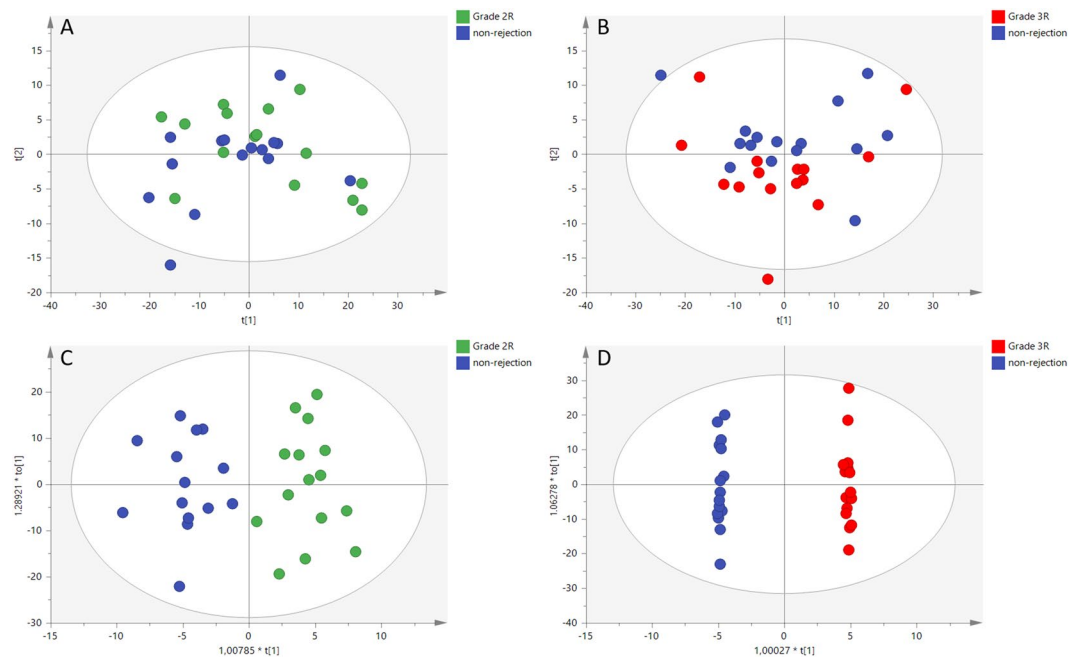 A
Grade 2R
non-rejection
15
10
5
0
-5
-10
-15
-20
t[2]
-40
-30
-20
-10
0
10
20
30
t[1]
B
Grade 3R
non-rejection
15
10
5
0
-5
-10
-15
-20
t[2]
-40
-30
-20
-10
0
10
20
30
t[1]
C
Grade 2R
non-rejection
20
10
0
-10
-20
-30
1.28921 * to[1]
-15
-10
-5
0
5
10
1,00785 * t[1]
D
Grade 3R
non-rejection
30
20
10
0
-10
-20
-30
-40
1.06278 * to[1]
-15
-10
-5
0
5
10
1,00027 * t[1]